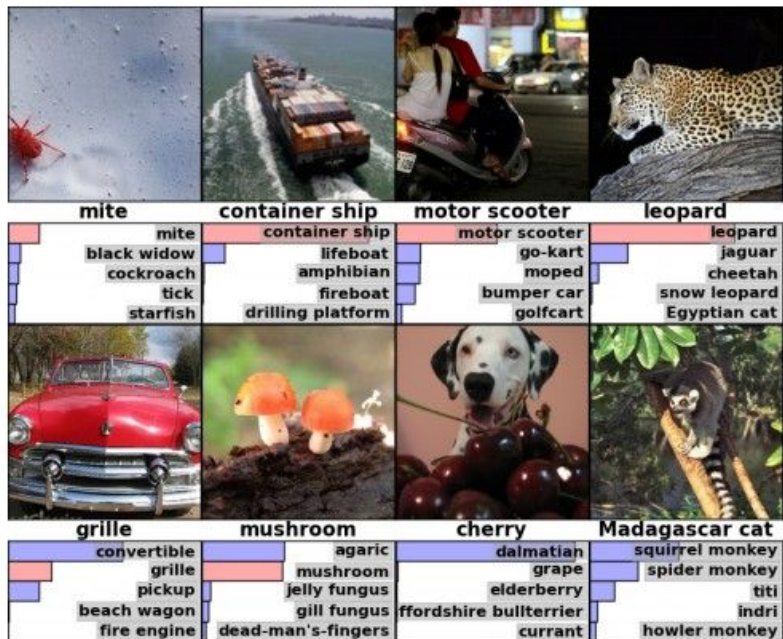 mite
container ship
motor scooter
leopard
mite
black widow
cockroach
tick
starfish
container ship
lifeboat
amphibian
fireboat
drilling platform
motor scooter
go-kart
moped
bumper car
golfcart
leopard
jaguar
cheetah
snow leopard
Egyptian cat
grille
mushroom
cherry
Madagascar cat
convertible
grille
pickup
beach wagon
fire engine
agaric
mushroom
jelly fungus
gill fungus
dead-man's-fingers
dalmatian
grape
elderberry
ffordshire bullterrier
currant
squirrel monkey
spider monkey
titi
indri
howler monkey